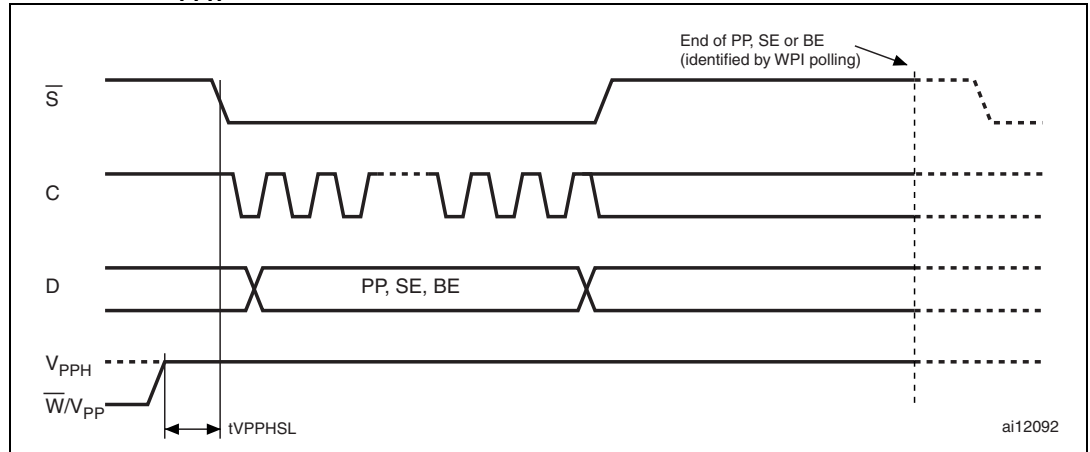 End of PP, SE or BE
(identified by WPI polling)
S
C
D
PP, SE, BE
VPPH
W/VPP
tVPPHSL
ai12092